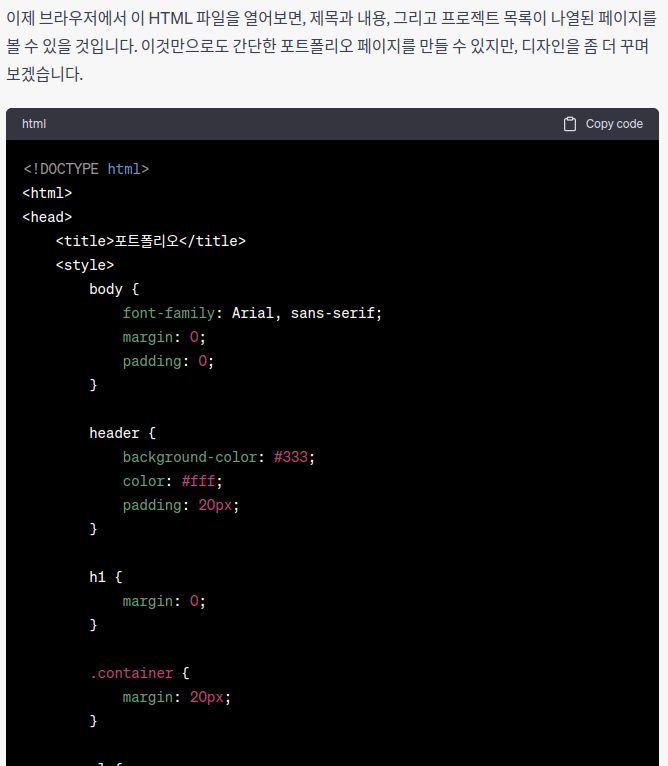 이제 브라우저에서 이 HTML 파일을 열어보면, 제목과 내용, 그리고 프로젝트 목록이 나열된 페이지를
볼 수 있을 것입니다. 이것만으로도 간단한 포트폴리오 페이지를 만들 수 있지만, 디자인을 좀 더 꾸며
보겠습니다.
html Copy code
<!DOCTYPE html>
<html>
<head>
    <title>포트폴리오</title>
    <style>
        body {
            font-family: Arial, sans-serif;
            margin: 0;
            padding: 0;
        }

        header {
            background-color: #333;
            color: #fff;
            padding: 20px;
        }

        h1 {
            margin: 0;
        }

        .container {
            margin: 20px;
        }